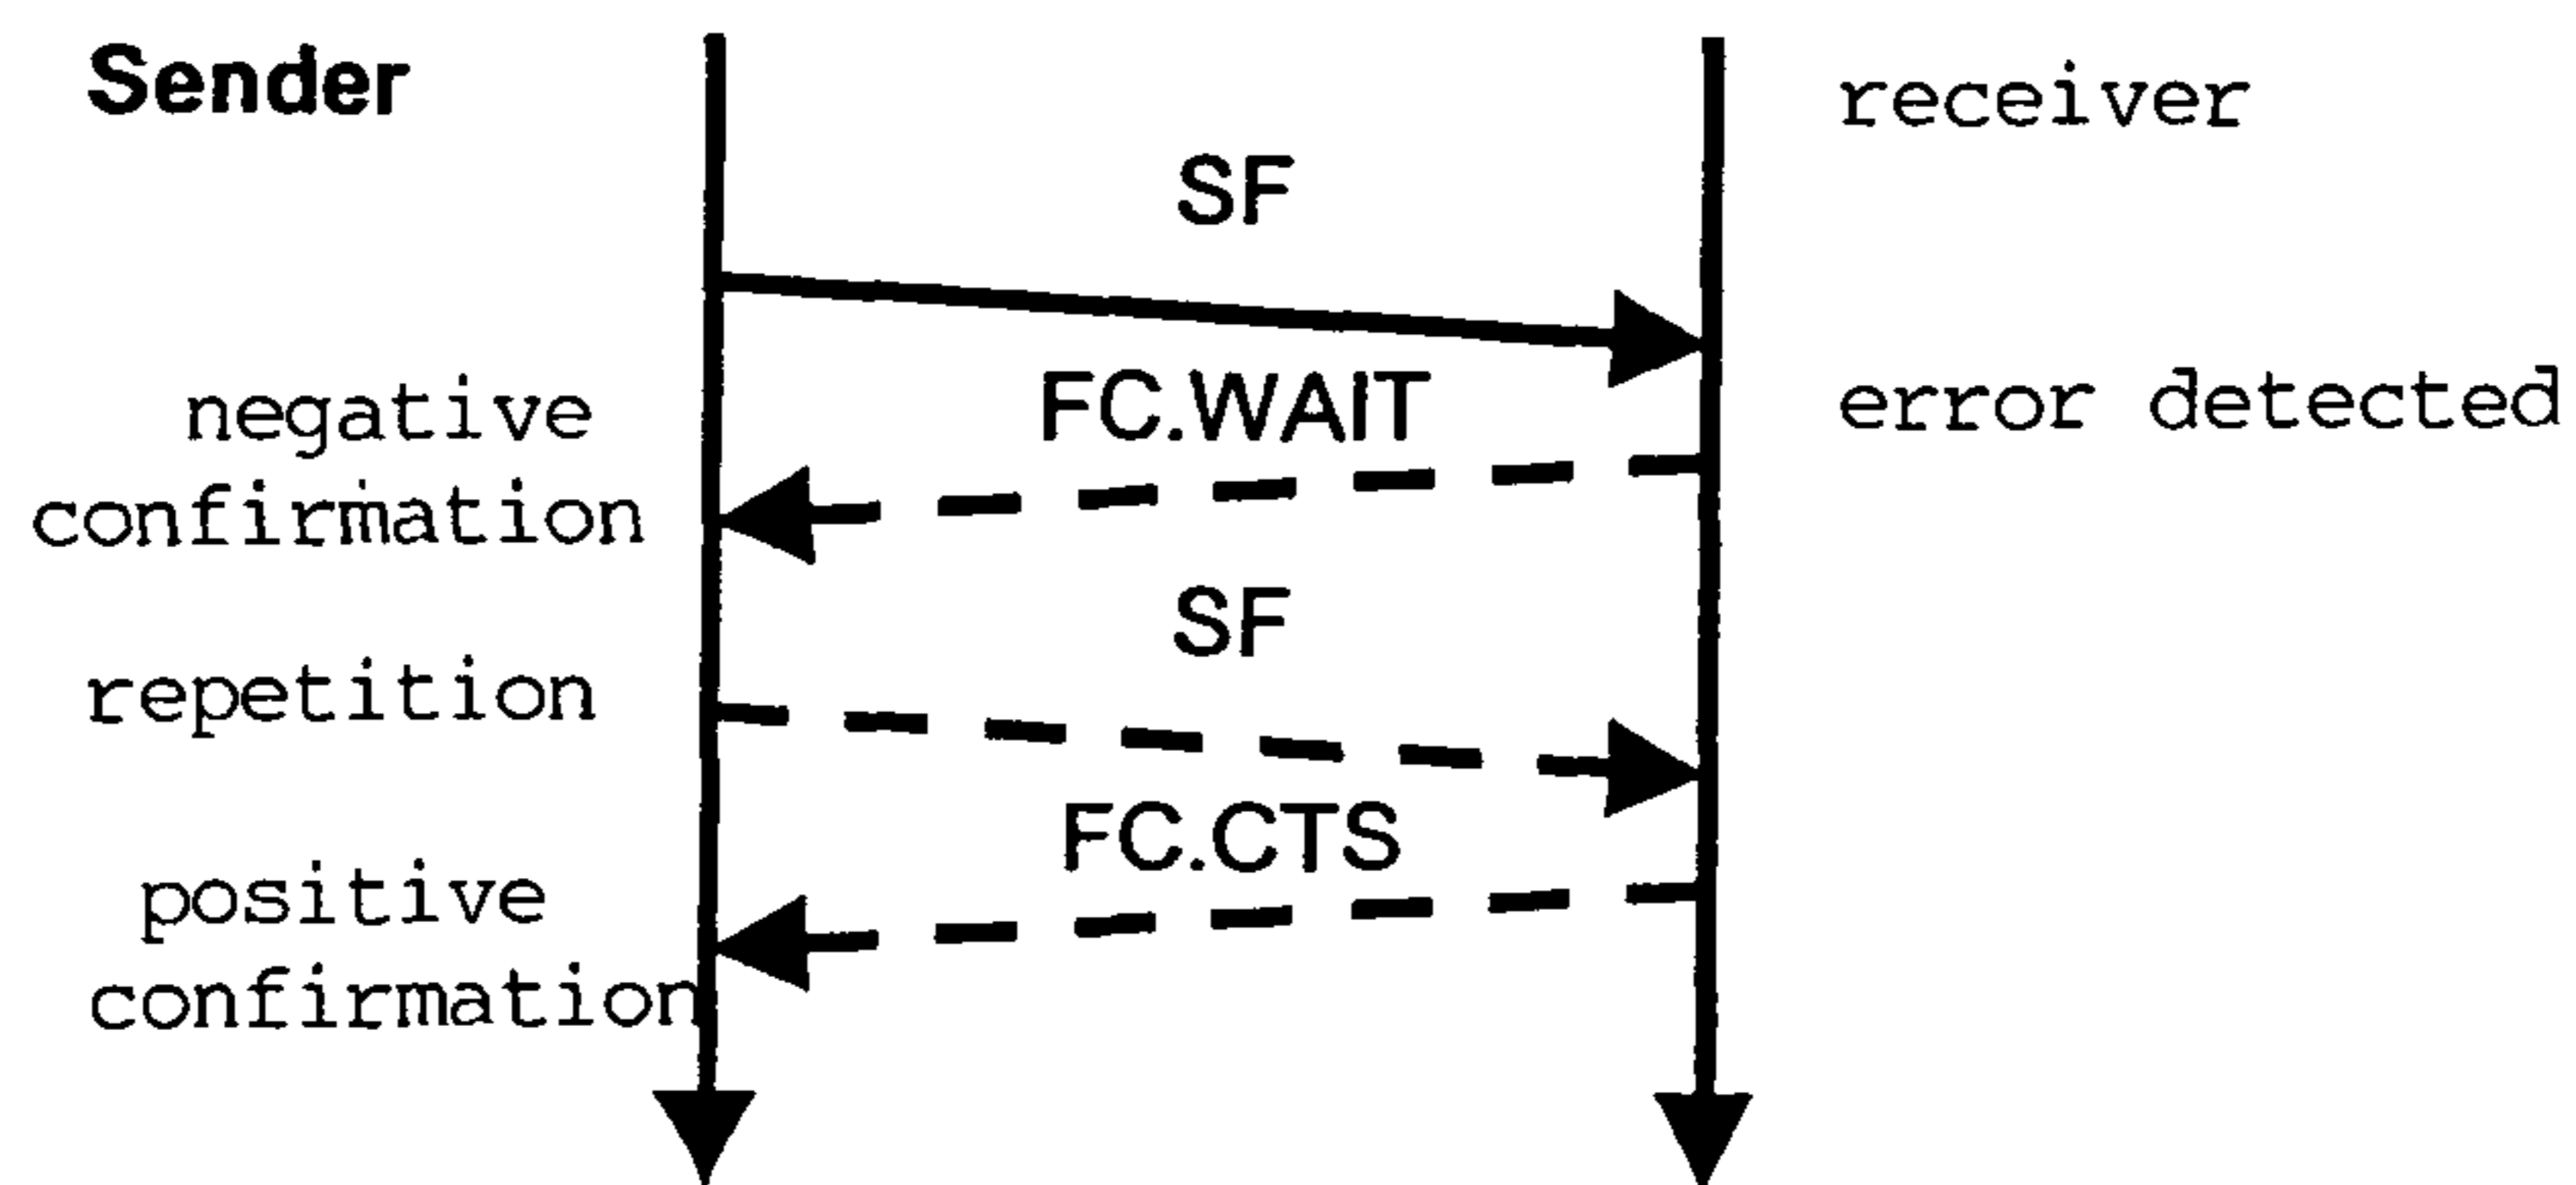 Sender
receiver
SF
negative
confirmation
FC.WAIT
error detected
SF
repetition
FC.CTS
positive
confirmation